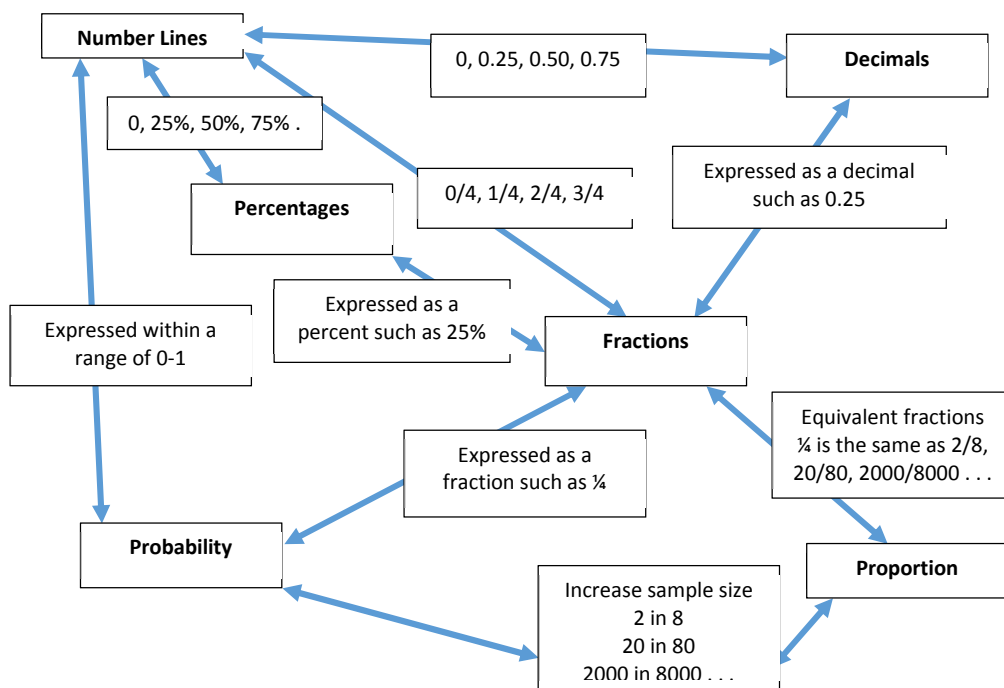 Number Lines
0, 0.25, 0.50, 0.75
Decimals
0, 25%, 50%, 75% .
Percentages
0/4, 1/4, 2/4, 3/4
Expressed as a decimal
such as 0.25
Expressed as a
percent such as 25%
Expressed within a
range of 0-1
Fractions
Equivalent fractions
¼ is the same as 2/8,
20/80, 2000/8000 . . .
Expressed as a
fraction such as ¼
Probability
Proportion
Increase sample size
2 in 8
20 in 80
2000 in 8000 . . .